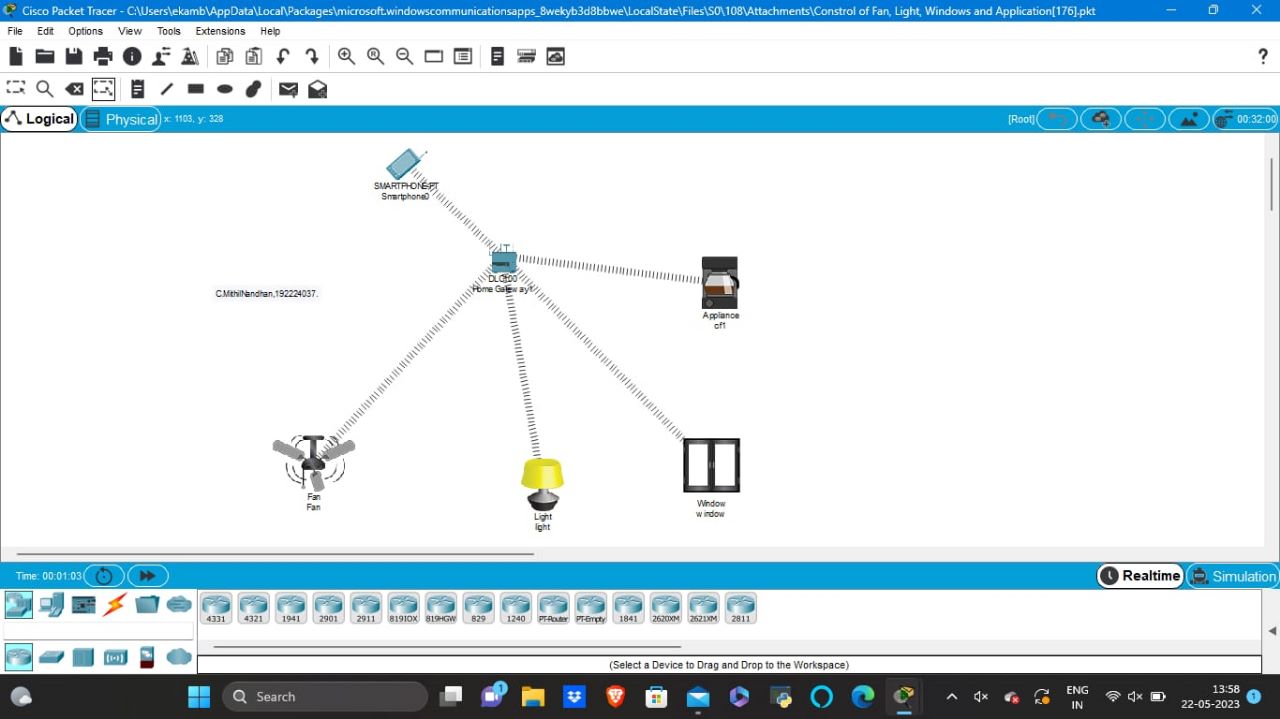 Cisco Packet Tracer - C:\Users\ekamb\AppData\Local\Packages\microsoft.windowscommunicationsapps_8wekyb3d8bbwe\LocalState\Files\S0\108\Attachments\Constrol of Fan, Light, Windows and Application[176].pkt
File Edit Options View Tools Extensions Help
?
Logical Physical x: 1103, y: 328 [Root] 00:32:00
SMARTPHONE-PT
Smartphone0
DLC100
Home Gateway1
C.MithilNandhan,192224037.
Appliance
cf1
Fan
Fan
Light
light
Window
window
Time: 00:01:03 Realtime Simulation
4331 4321 1941 2901 2911 819IOX 819HGW 829 1240 PT-Router PT-Empty 1841 2620XM 2621XM 2811
(Select a Device to Drag and Drop to the Workspace)
Search 1 ENG 13:58
IN 22-05-2023 1